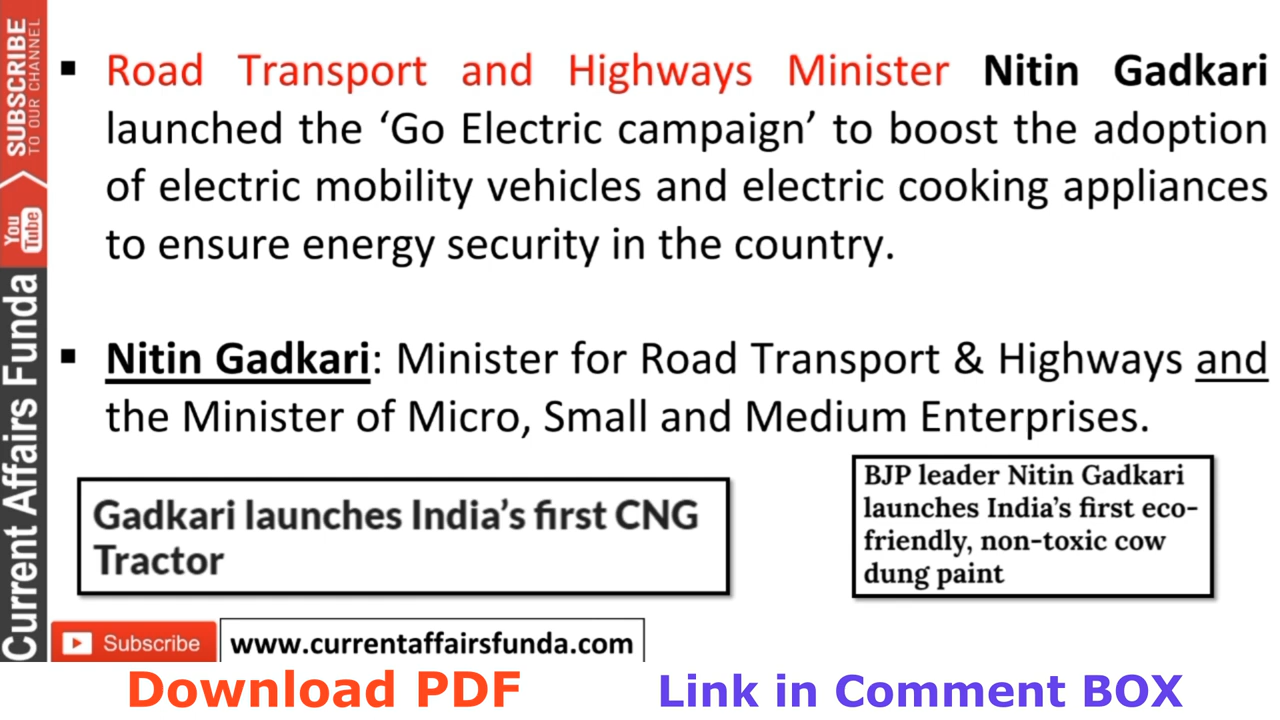 SUBSCRIBE
TO OUR CHANNEL
You
Tube
Current Affairs Funda
▪ Road Transport and Highways Minister Nitin Gadkari
launched the ‘Go Electric campaign’ to boost the adoption
of electric mobility vehicles and electric cooking appliances
to ensure energy security in the country.
▪ Nitin Gadkari: Minister for Road Transport & Highways and
the Minister of Micro, Small and Medium Enterprises.
Gadkari launches India’s first CNG
Tractor
BJP leader Nitin Gadkari
launches India’s first eco-
friendly, non-toxic cow
dung paint
Subscribe
www.currentaffairsfunda.com
Download PDF
Link in Comment BOX